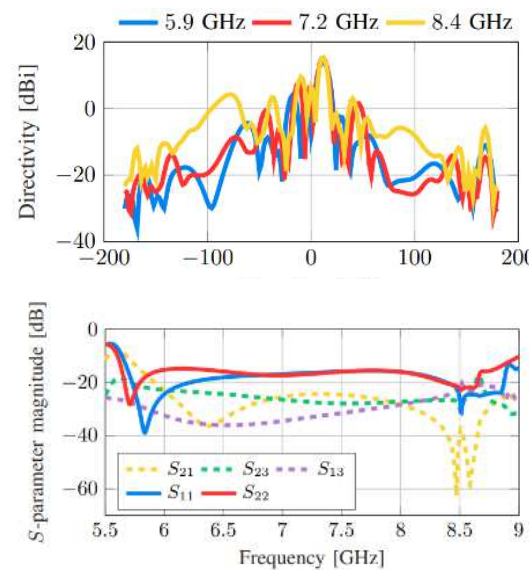 5.9 GHz 7.2 GHz 8.4 GHz
20
0
−20
−40
Directivity [dBi]
−200 −100 0 100 200
0
−20
−40
−60
S-parameter magnitude [dB]
S21 S23 S13
S11 S22
5.5 6 6.5 7 7.5 8 8.5 9
Frequency [GHz]